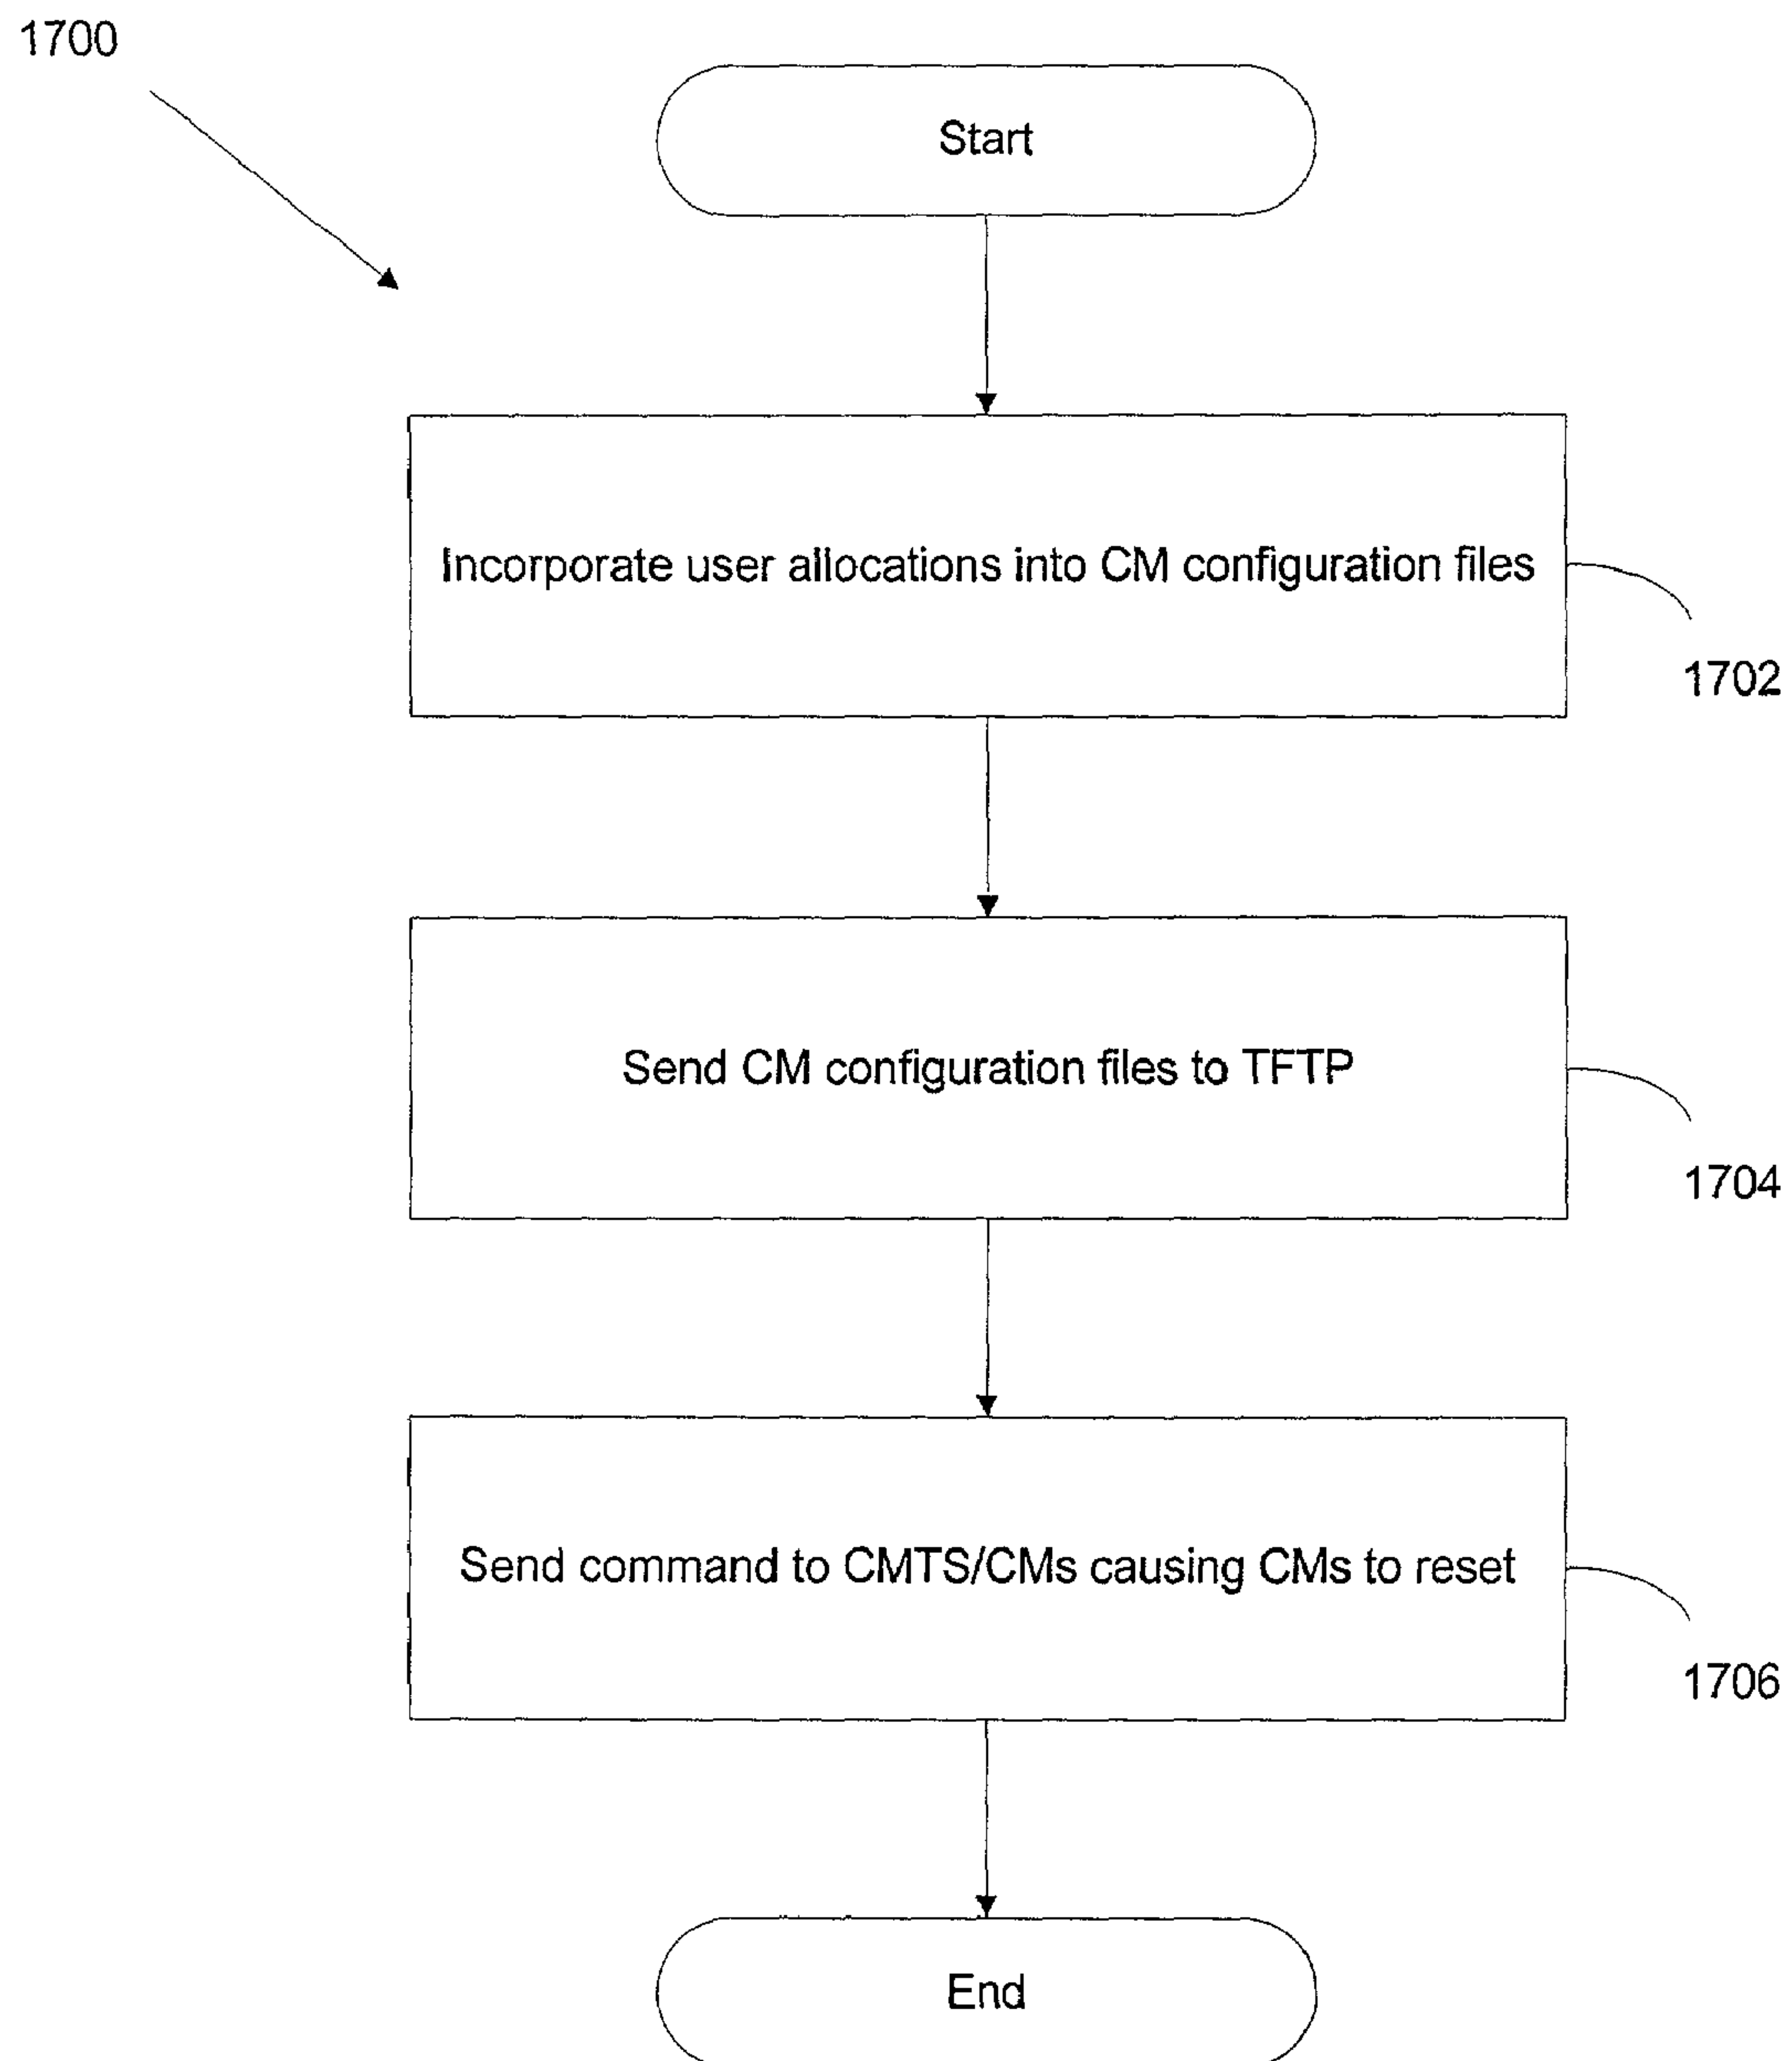 1700
Start
Incorporate user allocations into CM configuration files
1702
Send CM configuration files to TFTP
1704
Send command to CMTS/CMs causing CMs to reset
1706
End